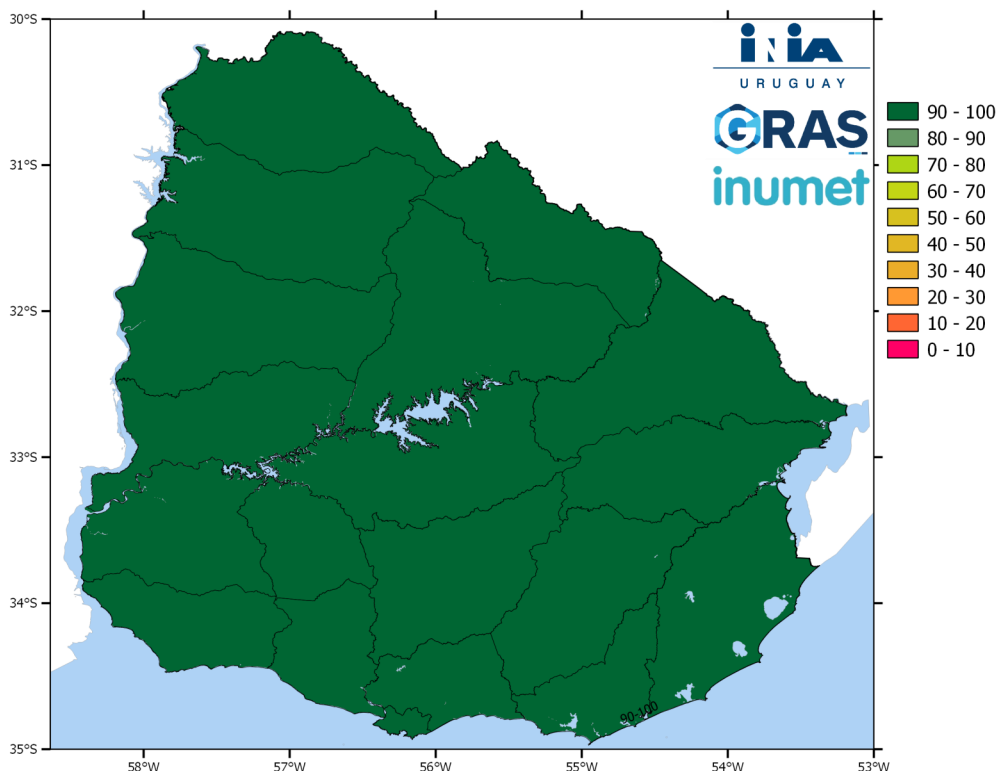 30°S
31°S
32°S
33°S
34°S
35°S
58°W
57°W
56°W
55°W
54°W
53°W
90-100
INIA
URUGUAY
GRAS
inumet
90 - 100
80 - 90
70 - 80
60 - 70
50 - 60
40 - 50
30 - 40
20 - 30
10 - 20
0 - 10